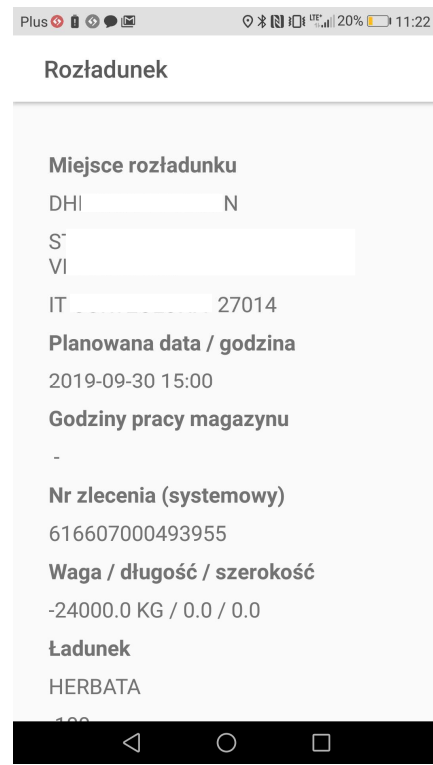 Plus 20% 11:22
Rozładunek
Miejsce rozładunku
IT 27014
Planowana data / godzina
2019-09-30 15:00
Godziny pracy magazynu
-
Nr zlecenia (systemowy)
616607000493955
Waga / długość / szerokość
-24000.0 KG / 0.0 / 0.0
Ładunek
HERBATA